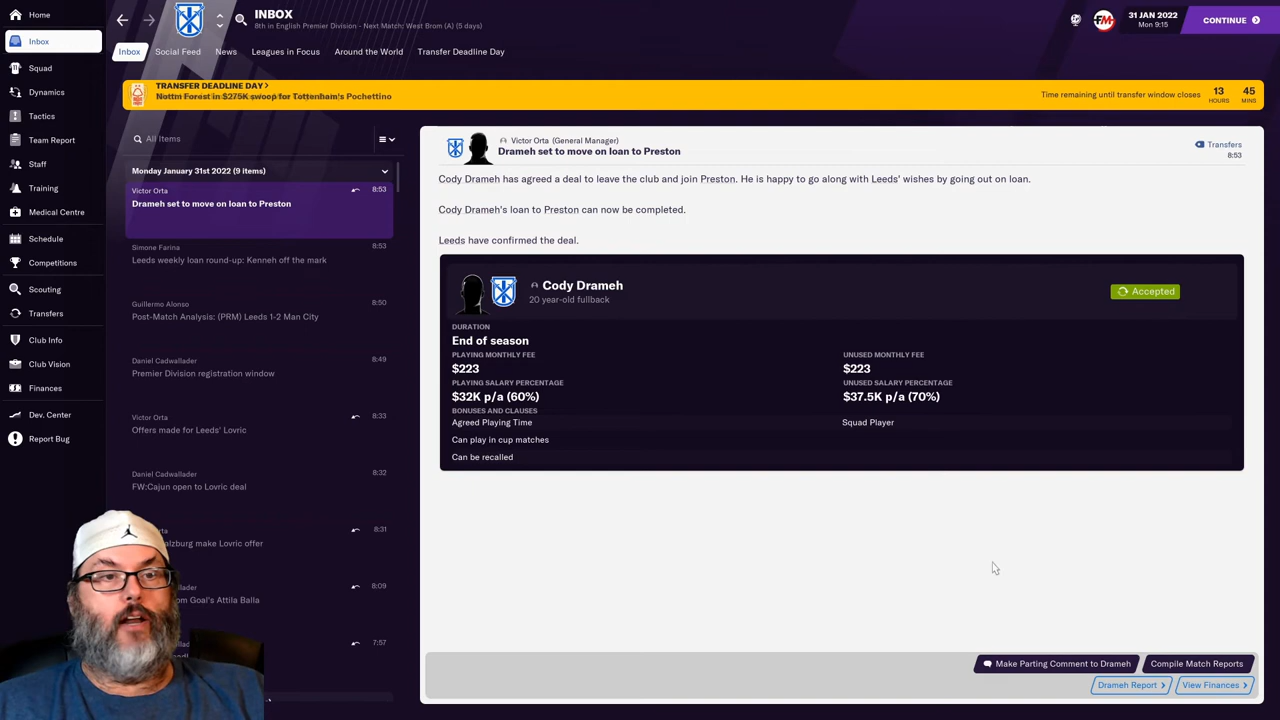 Home
Inbox
Squad
Dynamics
Tactics
Team Report
Staff
Training
Medical Centre
Schedule
Competitions
Scouting
Transfers
Club Info
Club Vision
Finances
Dev. Center
Report Bug
INBOX
8th in English Premier Division - Next Match: West Brom (A) (5 days)
FM
31 JAN 2022
Mon 9:15
CONTINUE
Inbox Social Feed News Leagues in Focus Around the World Transfer Deadline Day
TRANSFER DEADLINE DAY >
Nottm Forest in $275K swoop for Tottenham's Pochettino
Time remaining until transfer window closes
13 45
HOURS MINS
All Items
Monday January 31st 2022 (9 items)
Victor Orta 8:53
Drameh set to move on loan to Preston
Simone Farina 8:53
Leeds weekly loan round-up: Kenneh off the mark
Guillermo Alonso 8:50
Post-Match Analysis: (PRM) Leeds 1-2 Man City
Daniel Cadwallader 8:49
Premier Division registration window
Victor Orta 8:33
Offers made for Leeds' Lovric
Daniel Cadwallader 8:32
FW:Cajun open to Lovric deal
8:31
make Lovric offer
8:09
Goal's Attila Balla
7:57
Victor Orta (General Manager)
Drameh set to move on loan to Preston
Transfers
8:53
Cody Drameh has agreed a deal to leave the club and join Preston. He is happy to go along with Leeds' wishes by going out on loan.
Cody Drameh's loan to Preston can now be completed.
Leeds have confirmed the deal.
Cody Drameh
20 year-old fullback
Accepted
DURATION
End of season
PLAYING MONTHLY FEE UNUSED MONTHLY FEE
$223 $223
PLAYING SALARY PERCENTAGE UNUSED SALARY PERCENTAGE
$32K p/a (60%) $37.5K p/a (70%)
BONUSES AND CLAUSES
Agreed Playing Time Squad Player
Can play in cup matches
Can be recalled
Make Parting Comment to Drameh Compile Match Reports
Drameh Report > View Finances >